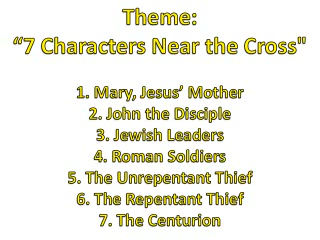 Theme:
“7 Characters Near the Cross"
1. Mary, Jesus’ Mother
2. John the Disciple
3. Jewish Leaders
4. Roman Soldiers
5. The Unrepentant Thief
6. The Repentant Thief
7. The Centurion